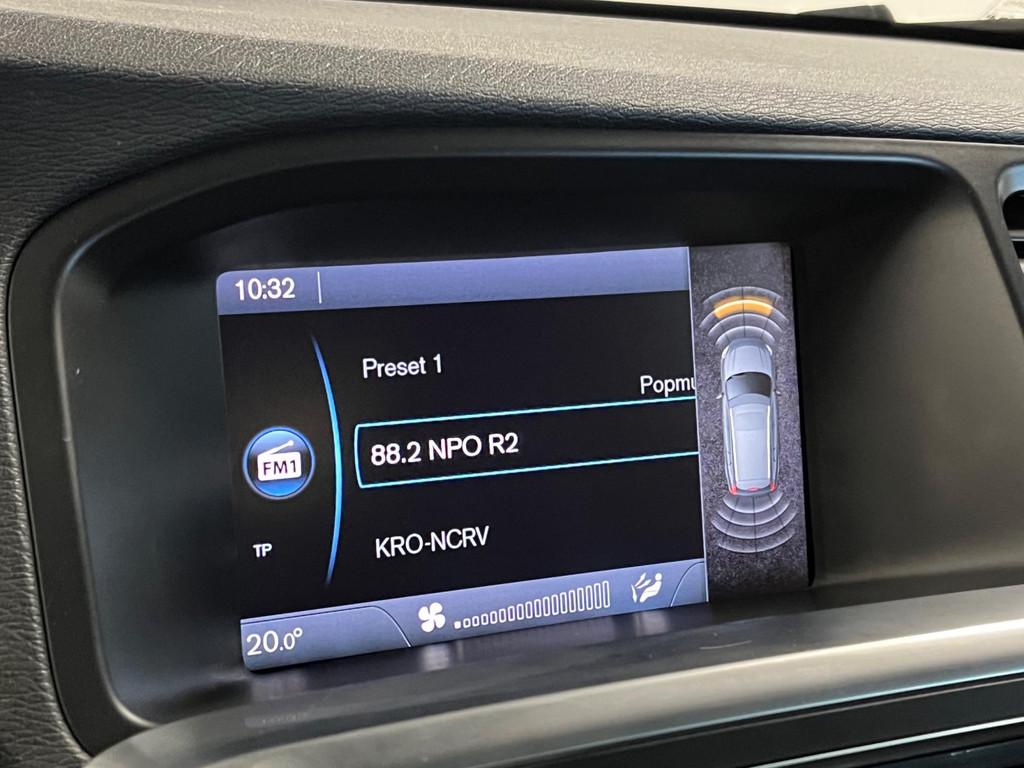 10:32
Preset 1
Popmu
88.2 NPO R2
FM1
KRO-NCRV
TP
20.0°